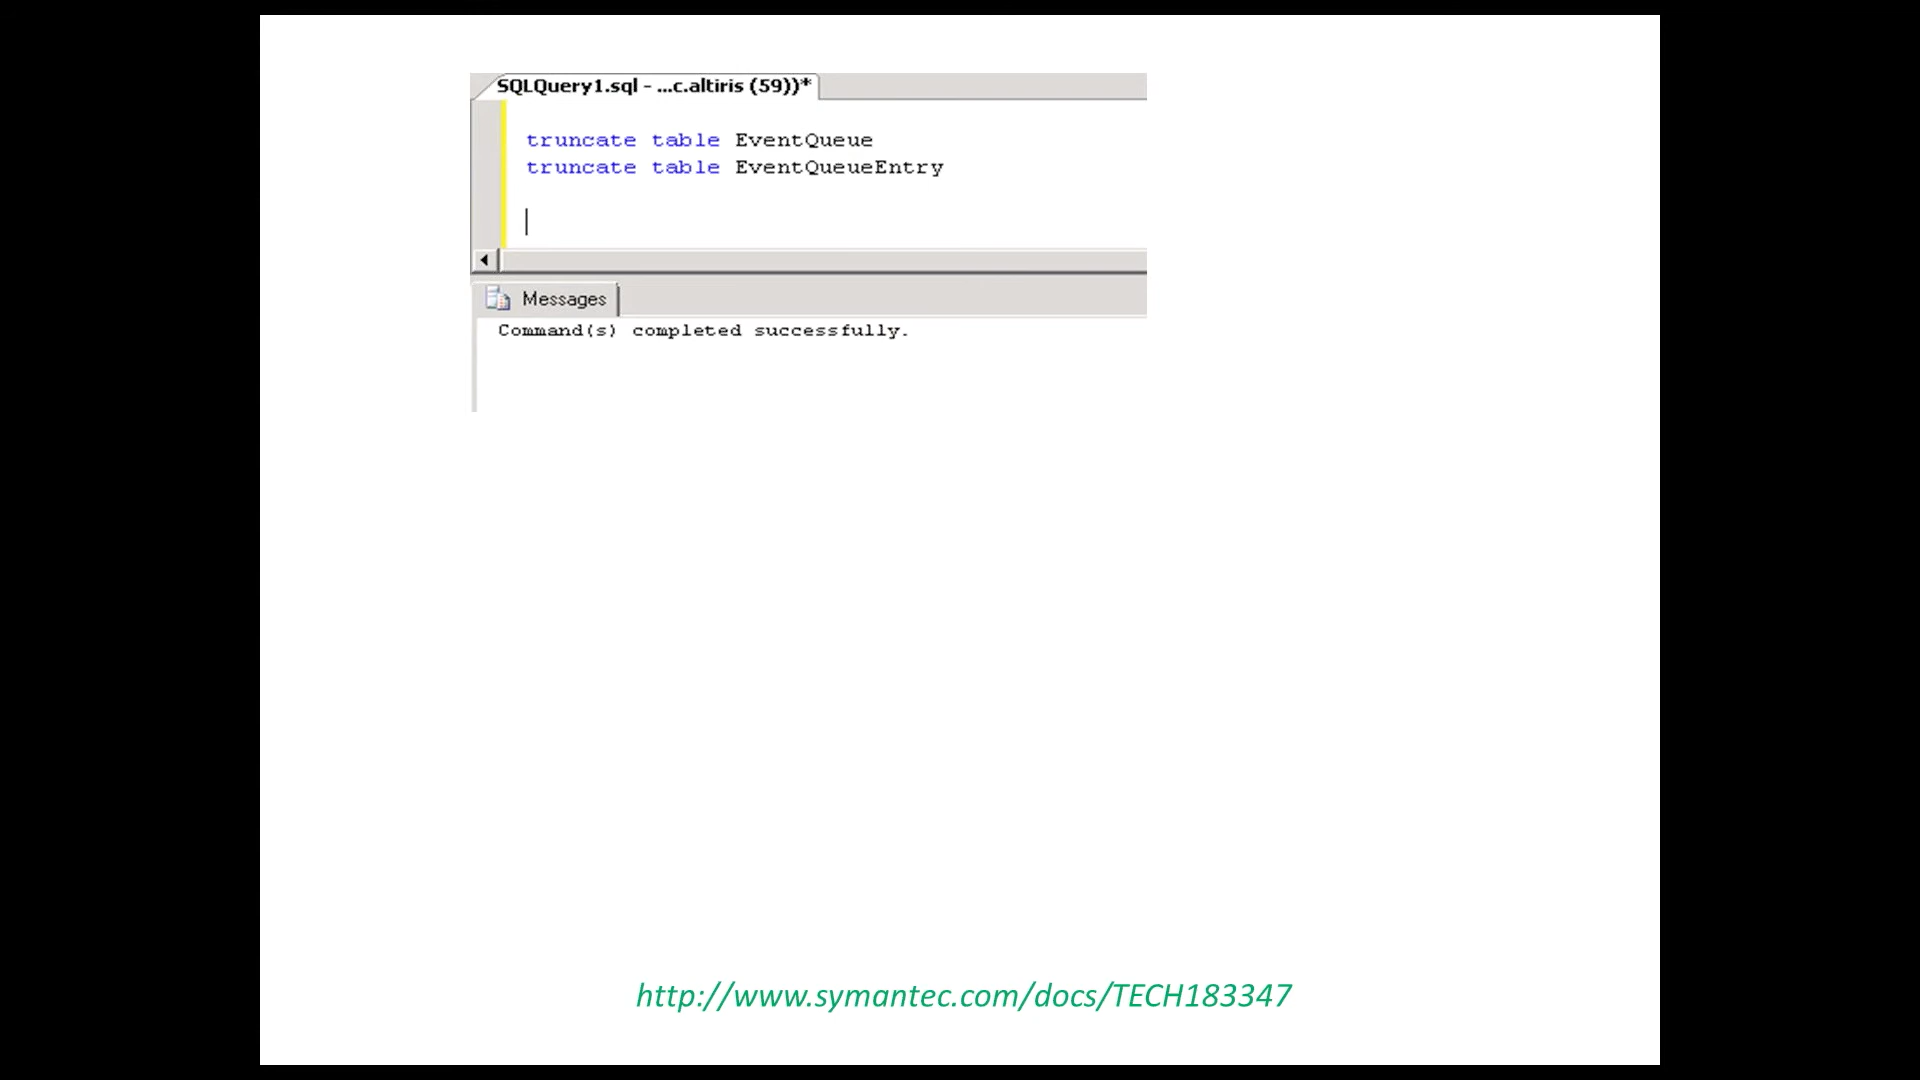 SQLQuery1.sql - ...c.altiris (59))*
truncate table EventQueue
truncate table EventQueueEntry
Messages
Command(s) completed successfully.
http://www.symantec.com/docs/TECH183347